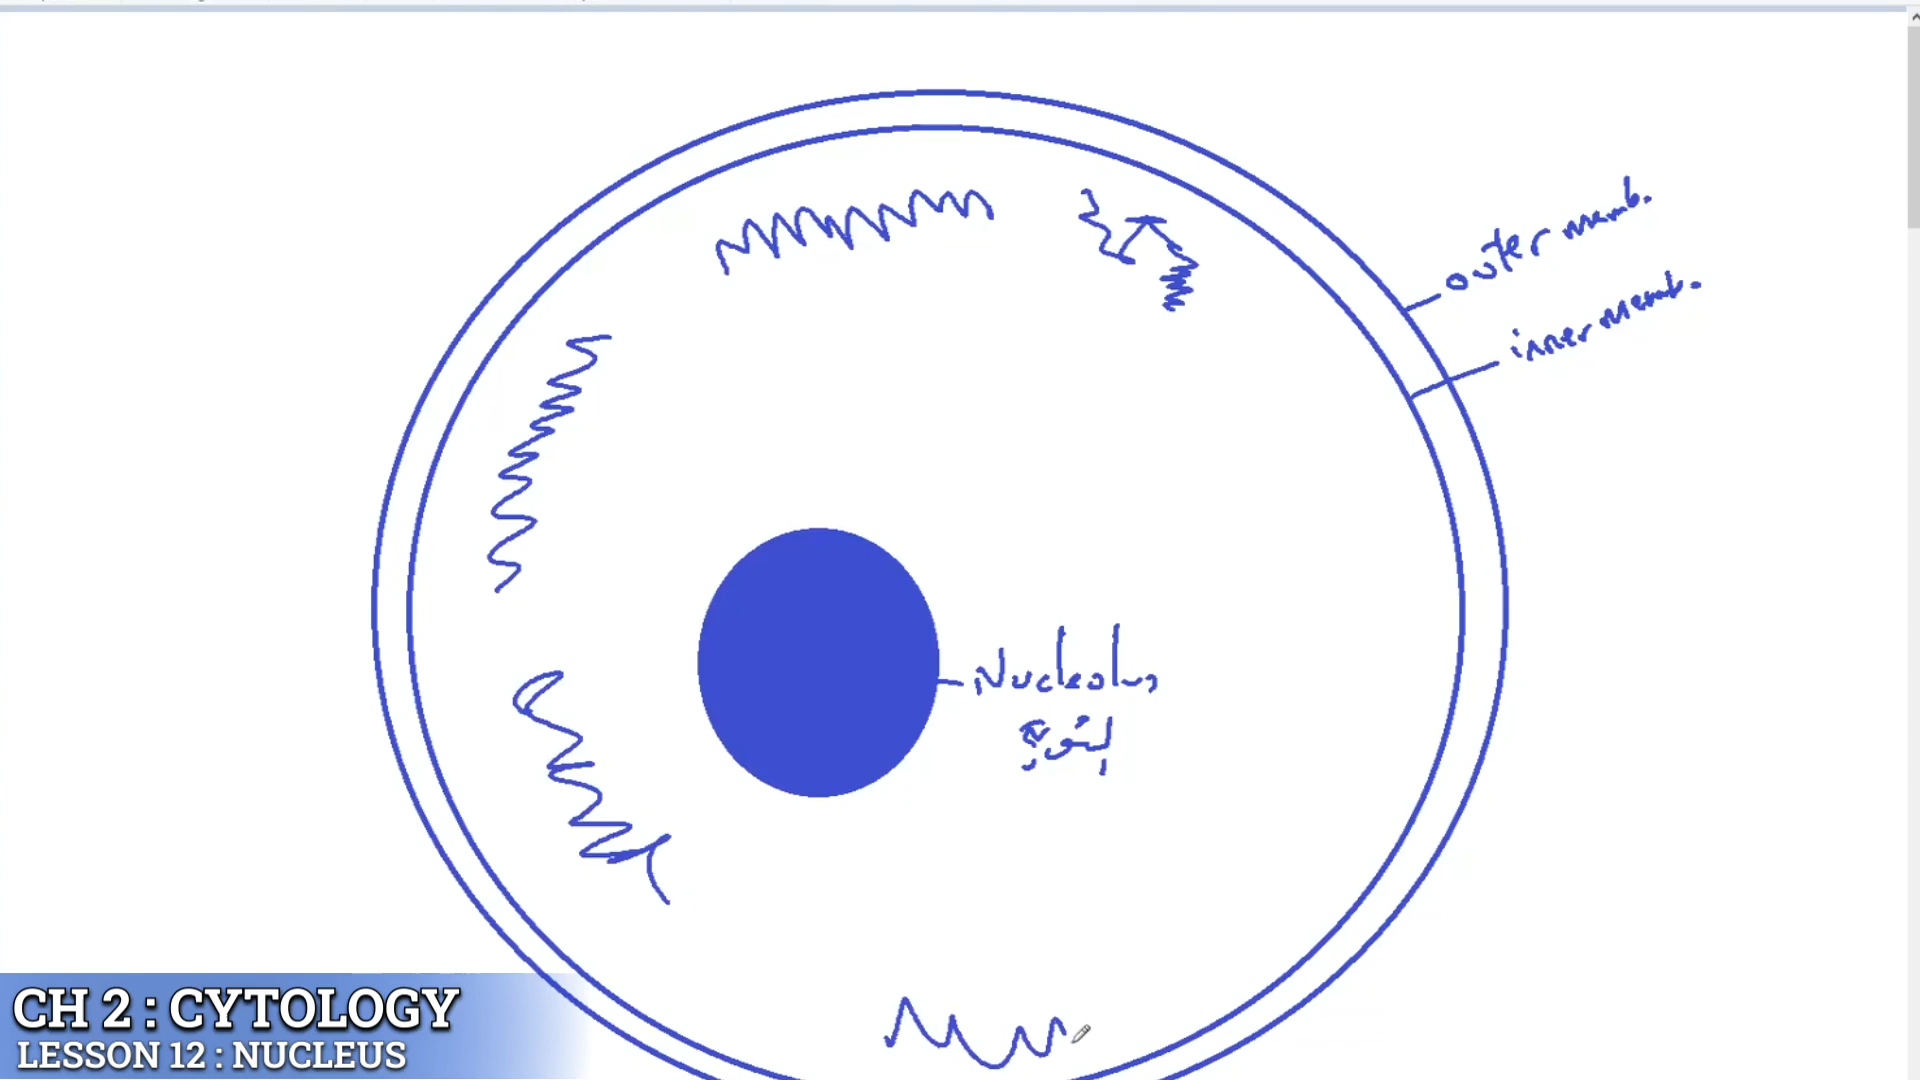 outer memb.
inner memb.
Nucleolus
CH 2 : CYTOLOGY
LESSON 12 : NUCLEUS